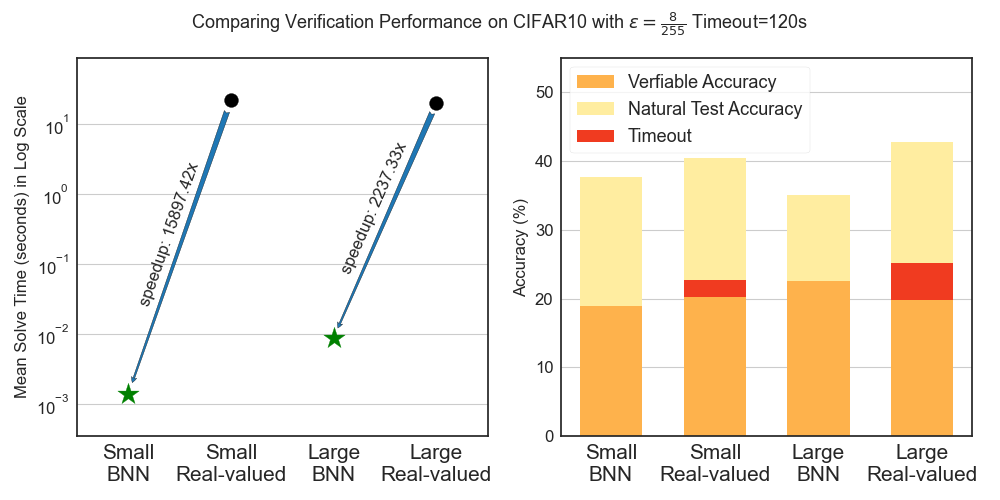 Comparing Verification Performance on CIFAR10 with ε = 8/255 Timeout=120s
Mean Solve Time (seconds) in Log Scale
10^1
10^0
10^−1
10^−2
10^−3
speedup: 15897.42x
speedup: 2237.33x
Small
BNN
Small
Real-valued
Large
BNN
Large
Real-valued
Accuracy (%)
50
40
30
20
10
0
Verfiable Accuracy
Natural Test Accuracy
Timeout
Small
BNN
Small
Real-valued
Large
BNN
Large
Real-valued